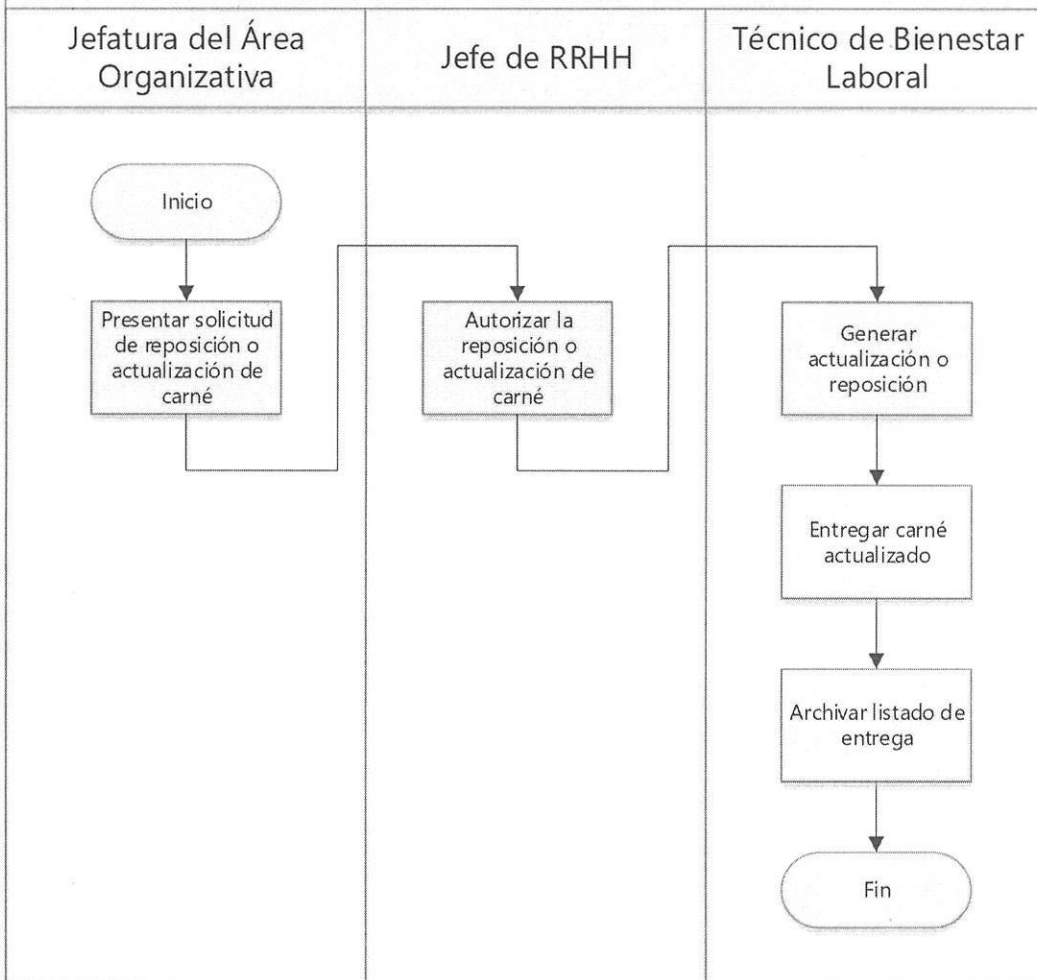 Jefatura del Área
Organizativa
Jefe de RRHH
Técnico de Bienestar
Laboral
Inicio
Presentar solicitud
de reposición o
actualización de
carné
Autorizar la
reposición o
actualización de
carné
Generar
actualización o
reposición
Entregar carné
actualizado
Archivar listado de
entrega
Fin